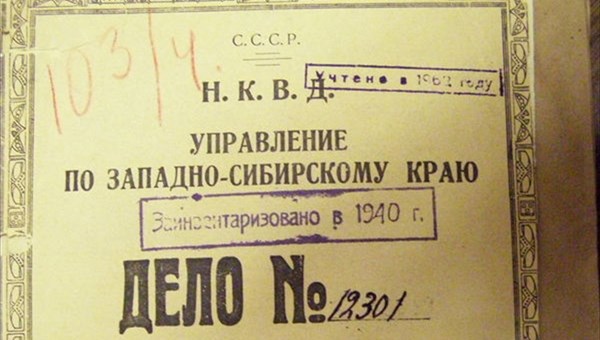 103/ч.
С.С.С.Р.
Н. К. В. Д.
Учтено в 1962 году
УПРАВЛЕНИЕ
ПО ЗАПАДНО-СИБИРСКОМУ КРАЮ
Заинвентаризовано в 1940 г.
ДЕЛО № 12301